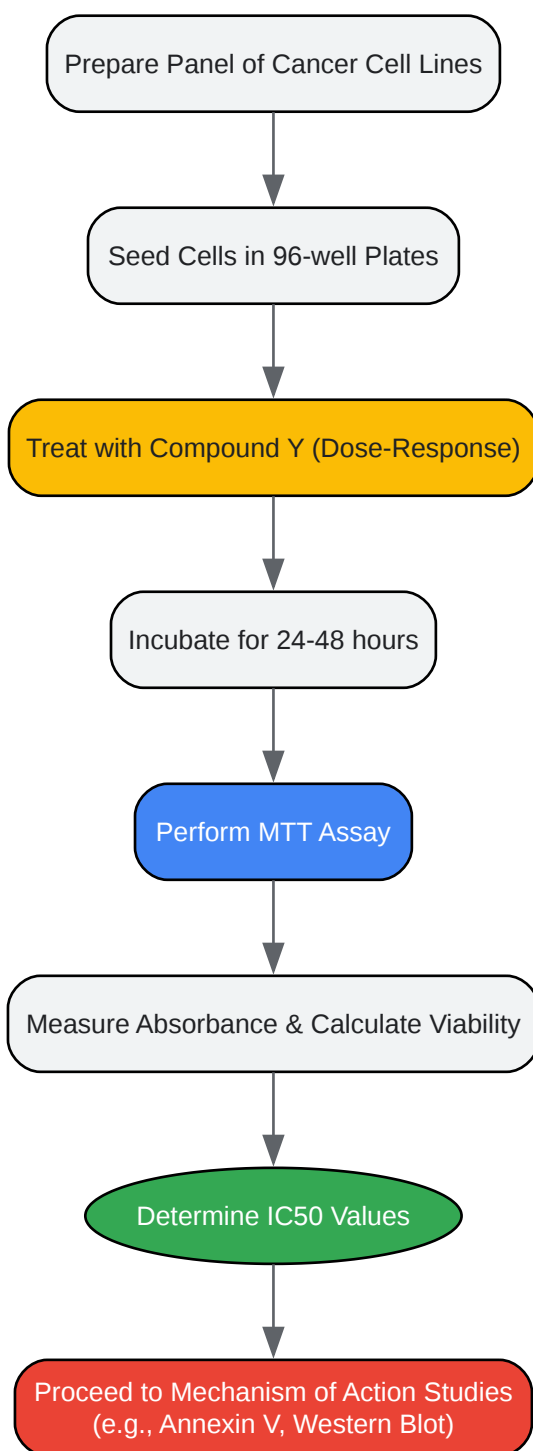 Prepare Panel of Cancer Cell Lines
Seed Cells in 96-well Plates
Treat with Compound Y (Dose-Response)
Incubate for 24-48 hours
Perform MTT Assay
Measure Absorbance & Calculate Viability
Determine IC50 Values
Proceed to Mechanism of Action Studies
(e.g., Annexin V, Western Blot)